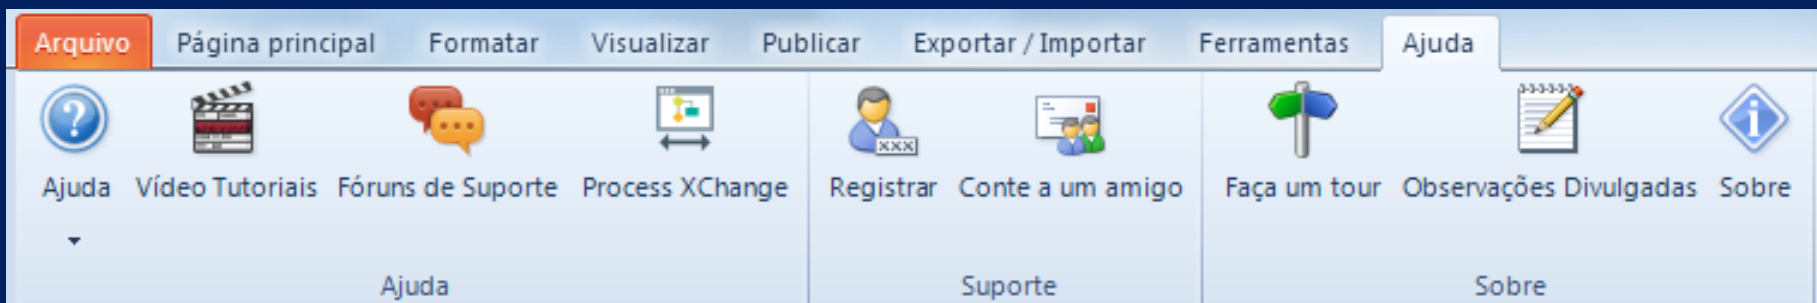 Arquivo Página principal Formatar Visualizar Publicar Exportar / Importar Ferramentas Ajuda
xxx
Ajuda Vídeo Tutoriais Fóruns de Suporte Process XChange Registrar Conte a um amigo Faça um tour Observações Divulgadas Sobre
Ajuda Suporte Sobre